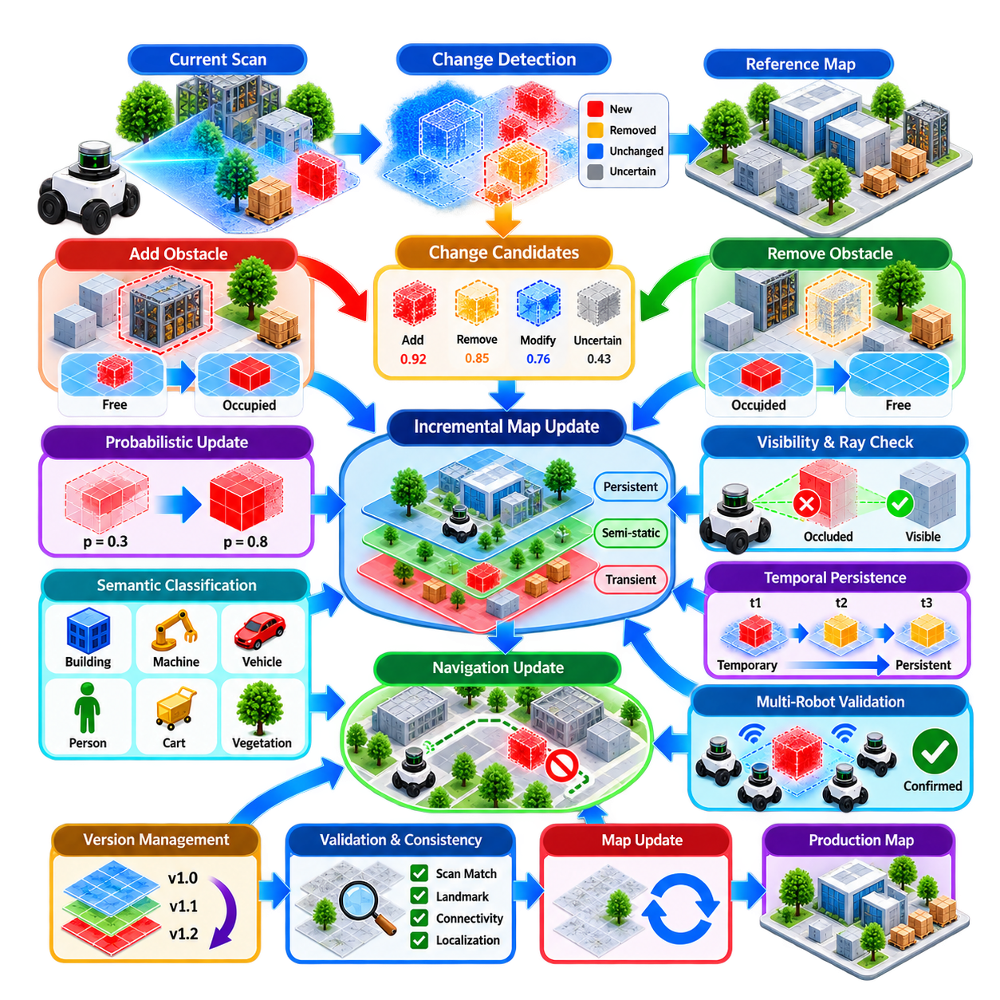 Current Scan
Change Detection
Reference Map
New
Removed
Unchanged
Uncertain
Add Obstacle
Free
Occupied
Change Candidates
Add
Remove
Modify
Uncertain
0.92
0.85
0.76
0.43
Remove Obstacle
Occuided
Free
Probabilistic Update
p = 0.3
p = 0.8
Incremental Map Update
Persistent
Semi-static
Transient
Visibility & Ray Check
Occluded
Visible
Semantic Classification
Building
Machine
Vehicle
Person
Cart
Vegetation
Temporal Persistence
t1
t2
t3
Temporary
Persistent
Navigation Update
Multi-Robot Validation
Confirmed
Version Management
v1.0
v1.1
v1.2
Validation & Consistency
Scan Match
Landmark
Connectivity
Localization
Map Update
Production Map